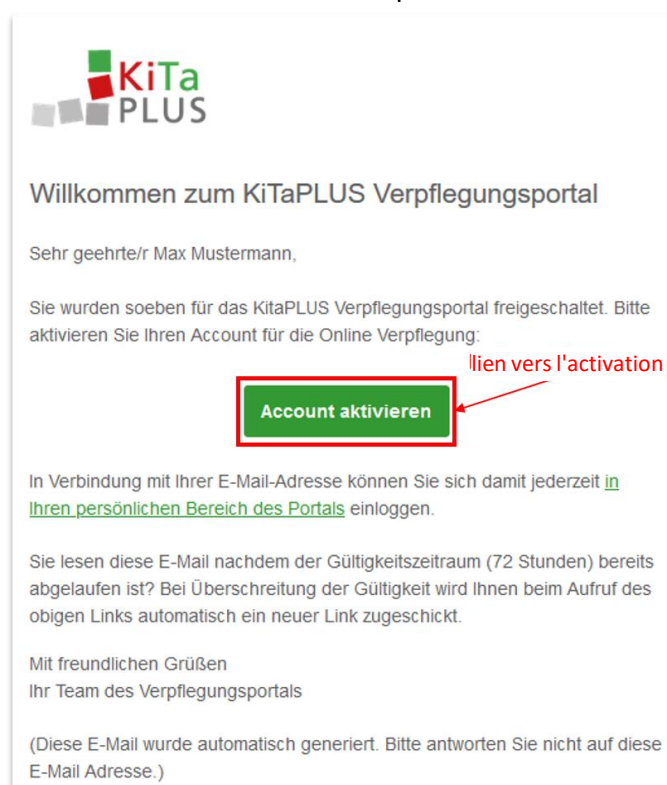 KiTa
PLUS
Willkommen zum KiTaPLUS Verpflegungsportal
Sehr geehrte/r Max Mustermann,
Sie wurden soeben für das KitaPLUS Verpflegungsportal freigeschaltet. Bitte
aktivieren Sie Ihren Account für die Online Verpflegung:
lien vers l'activation
Account aktivieren
In Verbindung mit Ihrer E-Mail-Adresse können Sie sich damit jederzeit in
Ihren persönlichen Bereich des Portals einloggen.
Sie lesen diese E-Mail nachdem der Gültigkeitszeitraum (72 Stunden) bereits
abgelaufen ist? Bei Überschreitung der Gültigkeit wird Ihnen beim Aufruf des
obigen Links automatisch ein neuer Link zugeschickt.
Mit freundlichen Grüßen
Ihr Team des Verpflegungsportals
(Diese E-Mail wurde automatisch generiert. Bitte antworten Sie nicht auf diese
E-Mail Adresse.)